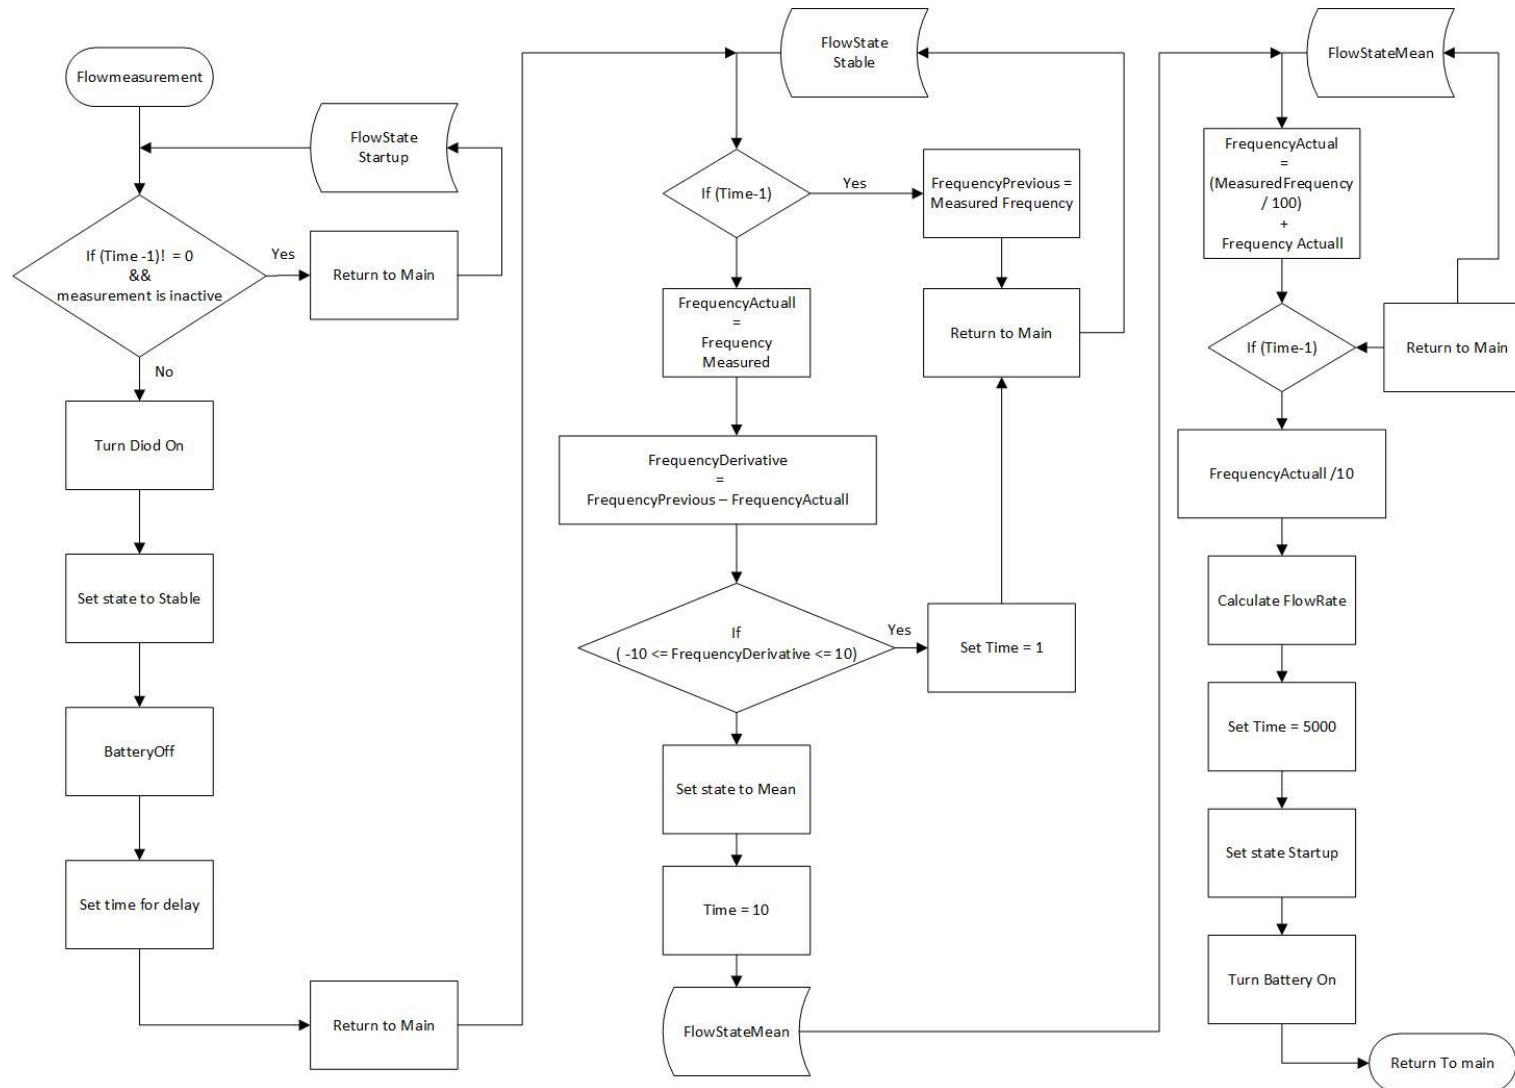 Flowmeasurement
FlowState
Startup
If (Time -1)! = 0
&&
measurement is inactive
Yes
Return to Main
No
Turn Diod On
Set state to Stable
BatteryOff
Set time for delay
Return to Main
FlowState
Stable
If (Time-1)
Yes
FrequencyPrevious =
Measured Frequency
Return to Main
FrequencyActuall
=
Frequency
Measured
FrequencyDerivative
=
FrequencyPrevious – FrequencyActuall
If
( -10 <= FrequencyDerivative <= 10)
Yes
Set Time = 1
Set state to Mean
Time = 10
FlowStateMean
FlowStateMean
FrequencyActual
=
(MeasuredFrequency
/ 100)
+
Frequency Actuall
If (Time-1)
Return to Main
FrequencyActuall /10
Calculate FlowRate
Set Time = 5000
Set state Startup
Turn Battery On
Return To main